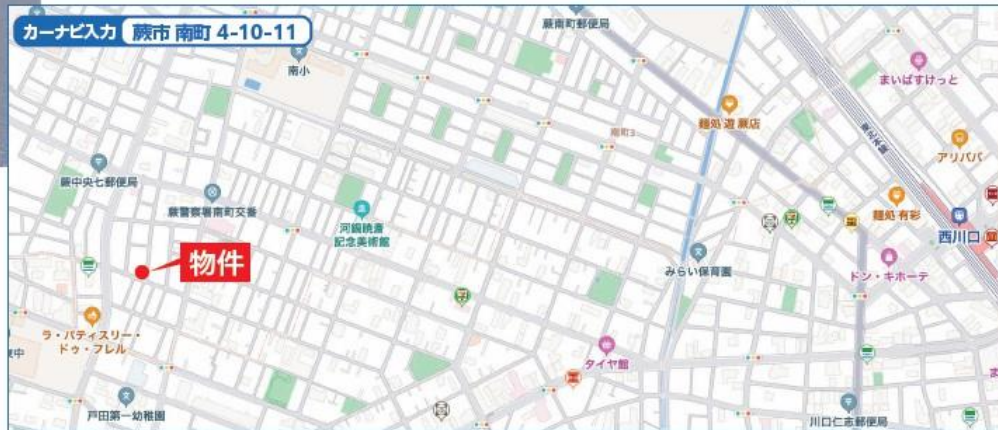 カーナビ入力 蕨市 南町 4-10-11
蕨南町郵便局
南小
まいばすけっと
麺処 遊 蕨店
南町3
東北本線
アリババ
蕨中央七郵便局
蕨警察署南町交番
河鍋暁斎
記念美術館
麺処 有彩
西川口
物件
みらい保育園
ドン・キホーテ
ラ・パティスリー・
ドゥ・フレル
タイヤ館
戸田第一幼稚園
川口仁志郵便局